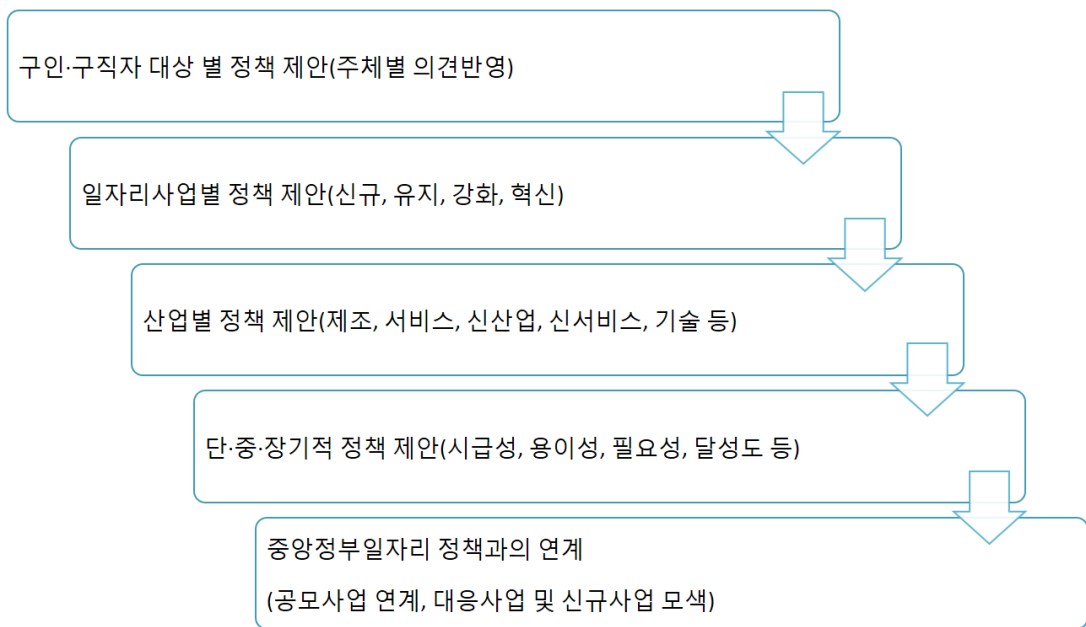 구인·구직자 대상 별 정책 제안(주체별 의견반영)
일자리사업별 정책 제안(신규, 유지, 강화, 혁신)
산업별 정책 제안(제조, 서비스, 신산업, 신서비스, 기술 등)
단·중·장기적 정책 제안(시급성, 용이성, 필요성, 달성도 등)
중앙정부일자리 정책과의 연계
(공모사업 연계, 대응사업 및 신규사업 모색)